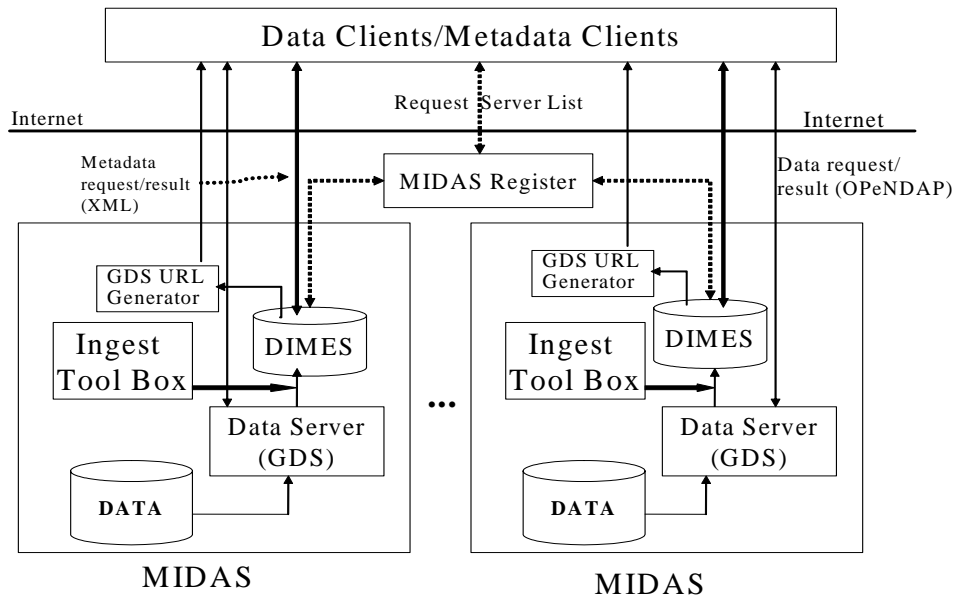 Data Clients/Metadata Clients
Request Server List
Internet
Internet
Metadata
request/result
(XML)
MIDAS Register
Data request/
result (OPeNDAP)
GDS URL
Generator
DIMES
Ingest
Tool Box
Data Server
(GDS)
DATA
MIDAS
...
GDS URL
Generator
DIMES
Ingest
Tool Box
Data Server
(GDS)
DATA
MIDAS